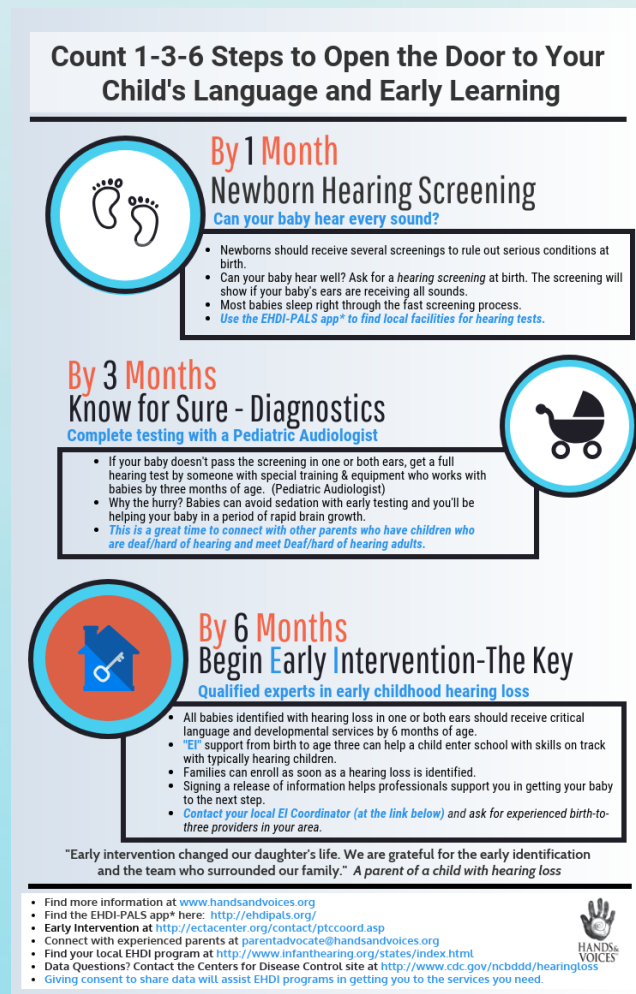 Count 1-3-6 Steps to Open the Door to Your
Child's Language and Early Learning
By 1 Month
Newborn Hearing Screening
Can your baby hear every sound?
• Newborns should receive several screenings to rule out serious conditions at
birth.
• Can your baby hear well? Ask for a hearing screening at birth. The screening will
show if your baby's ears are receiving all sounds.
• Most babies sleep right through the fast screening process.
• Use the EHDI-PALS app* to find local facilities for hearing tests.
By 3 Months
Know for Sure - Diagnostics
Complete testing with a Pediatric Audiologist
• If your baby doesn't pass the screening in one or both ears, get a full
hearing test by someone with special training & equipment who works with
babies by three months of age. (Pediatric Audiologist)
• Why the hurry? Babies can avoid sedation with early testing and you'll be
helping your baby in a period of rapid brain growth.
• This is a great time to connect with other parents who have children who
are deaf/hard of hearing and meet Deaf/hard of hearing adults.
By 6 Months
Begin Early Intervention-The Key
Qualified experts in early childhood hearing loss
• All babies identified with hearing loss in one or both ears should receive critical
language and developmental services by 6 months of age.
• "EI" support from birth to age three can help a child enter school with skills on track
with typically hearing children.
• Families can enroll as soon as a hearing loss is identified.
• Signing a release of information helps professionals support you in getting your baby
to the next step.
• Contact your local EI Coordinator (at the link below) and ask for experienced birth-to-
three providers in your area.
"Early intervention changed our daughter's life. We are grateful for the early identification
and the team who surrounded our family." A parent of a child with hearing loss
• Find more information at www.handsandvoices.org
• Find the EHDI-PALS app* here: http://ehdipals.org/
• Early Intervention at http://ectacenter.org/contact/ptccoord.asp
• Connect with experienced parents at parentadvocate@handsandvoices.org
• Find your local EHDI program at http://www.infanthearing.org/states/index.html
• Data Questions? Contact the Centers for Disease Control site at http://www.cdc.gov/ncbddd/hearingloss
• Giving consent to share data will assist EHDI programs in getting you to the services you need.
HANDS &
VOICES™